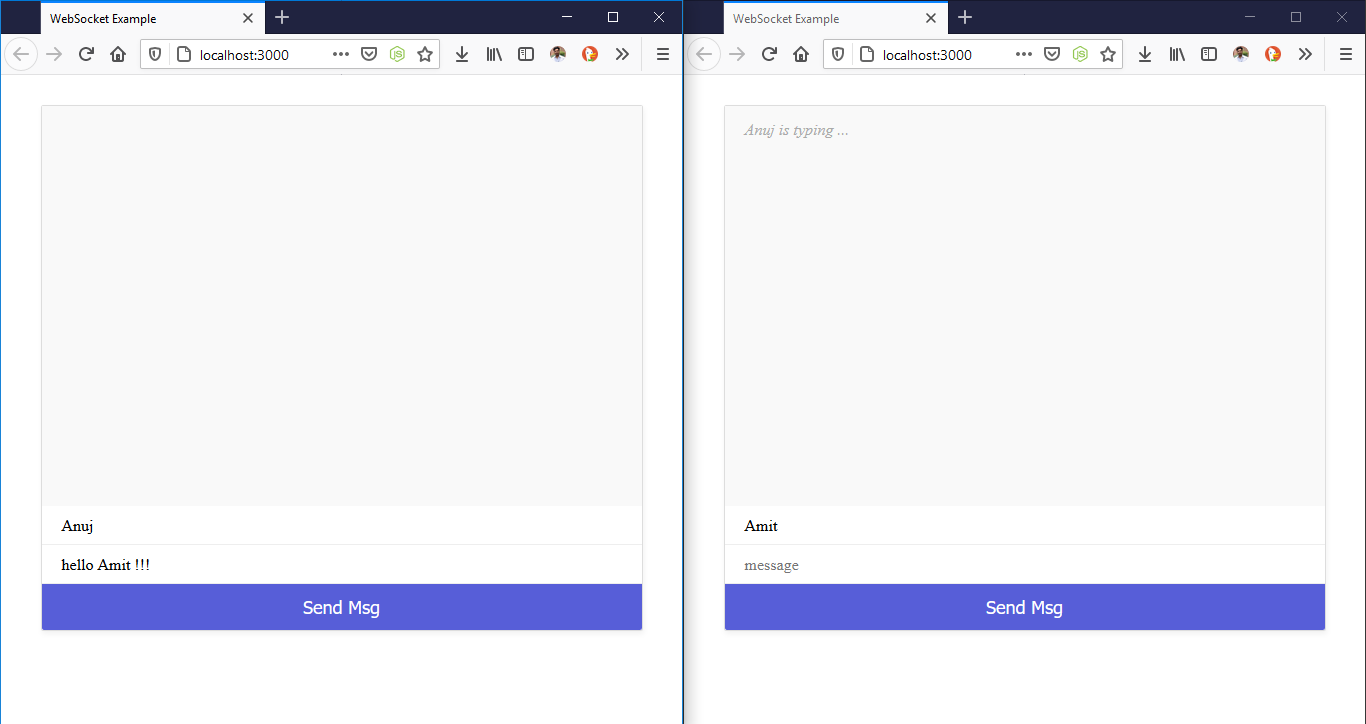 WebSocket Example
localhost:3000
Anuj
hello Amit !!!
Send Msg
WebSocket Example
localhost:3000
Anuj is typing ...
Amit
message
Send Msg